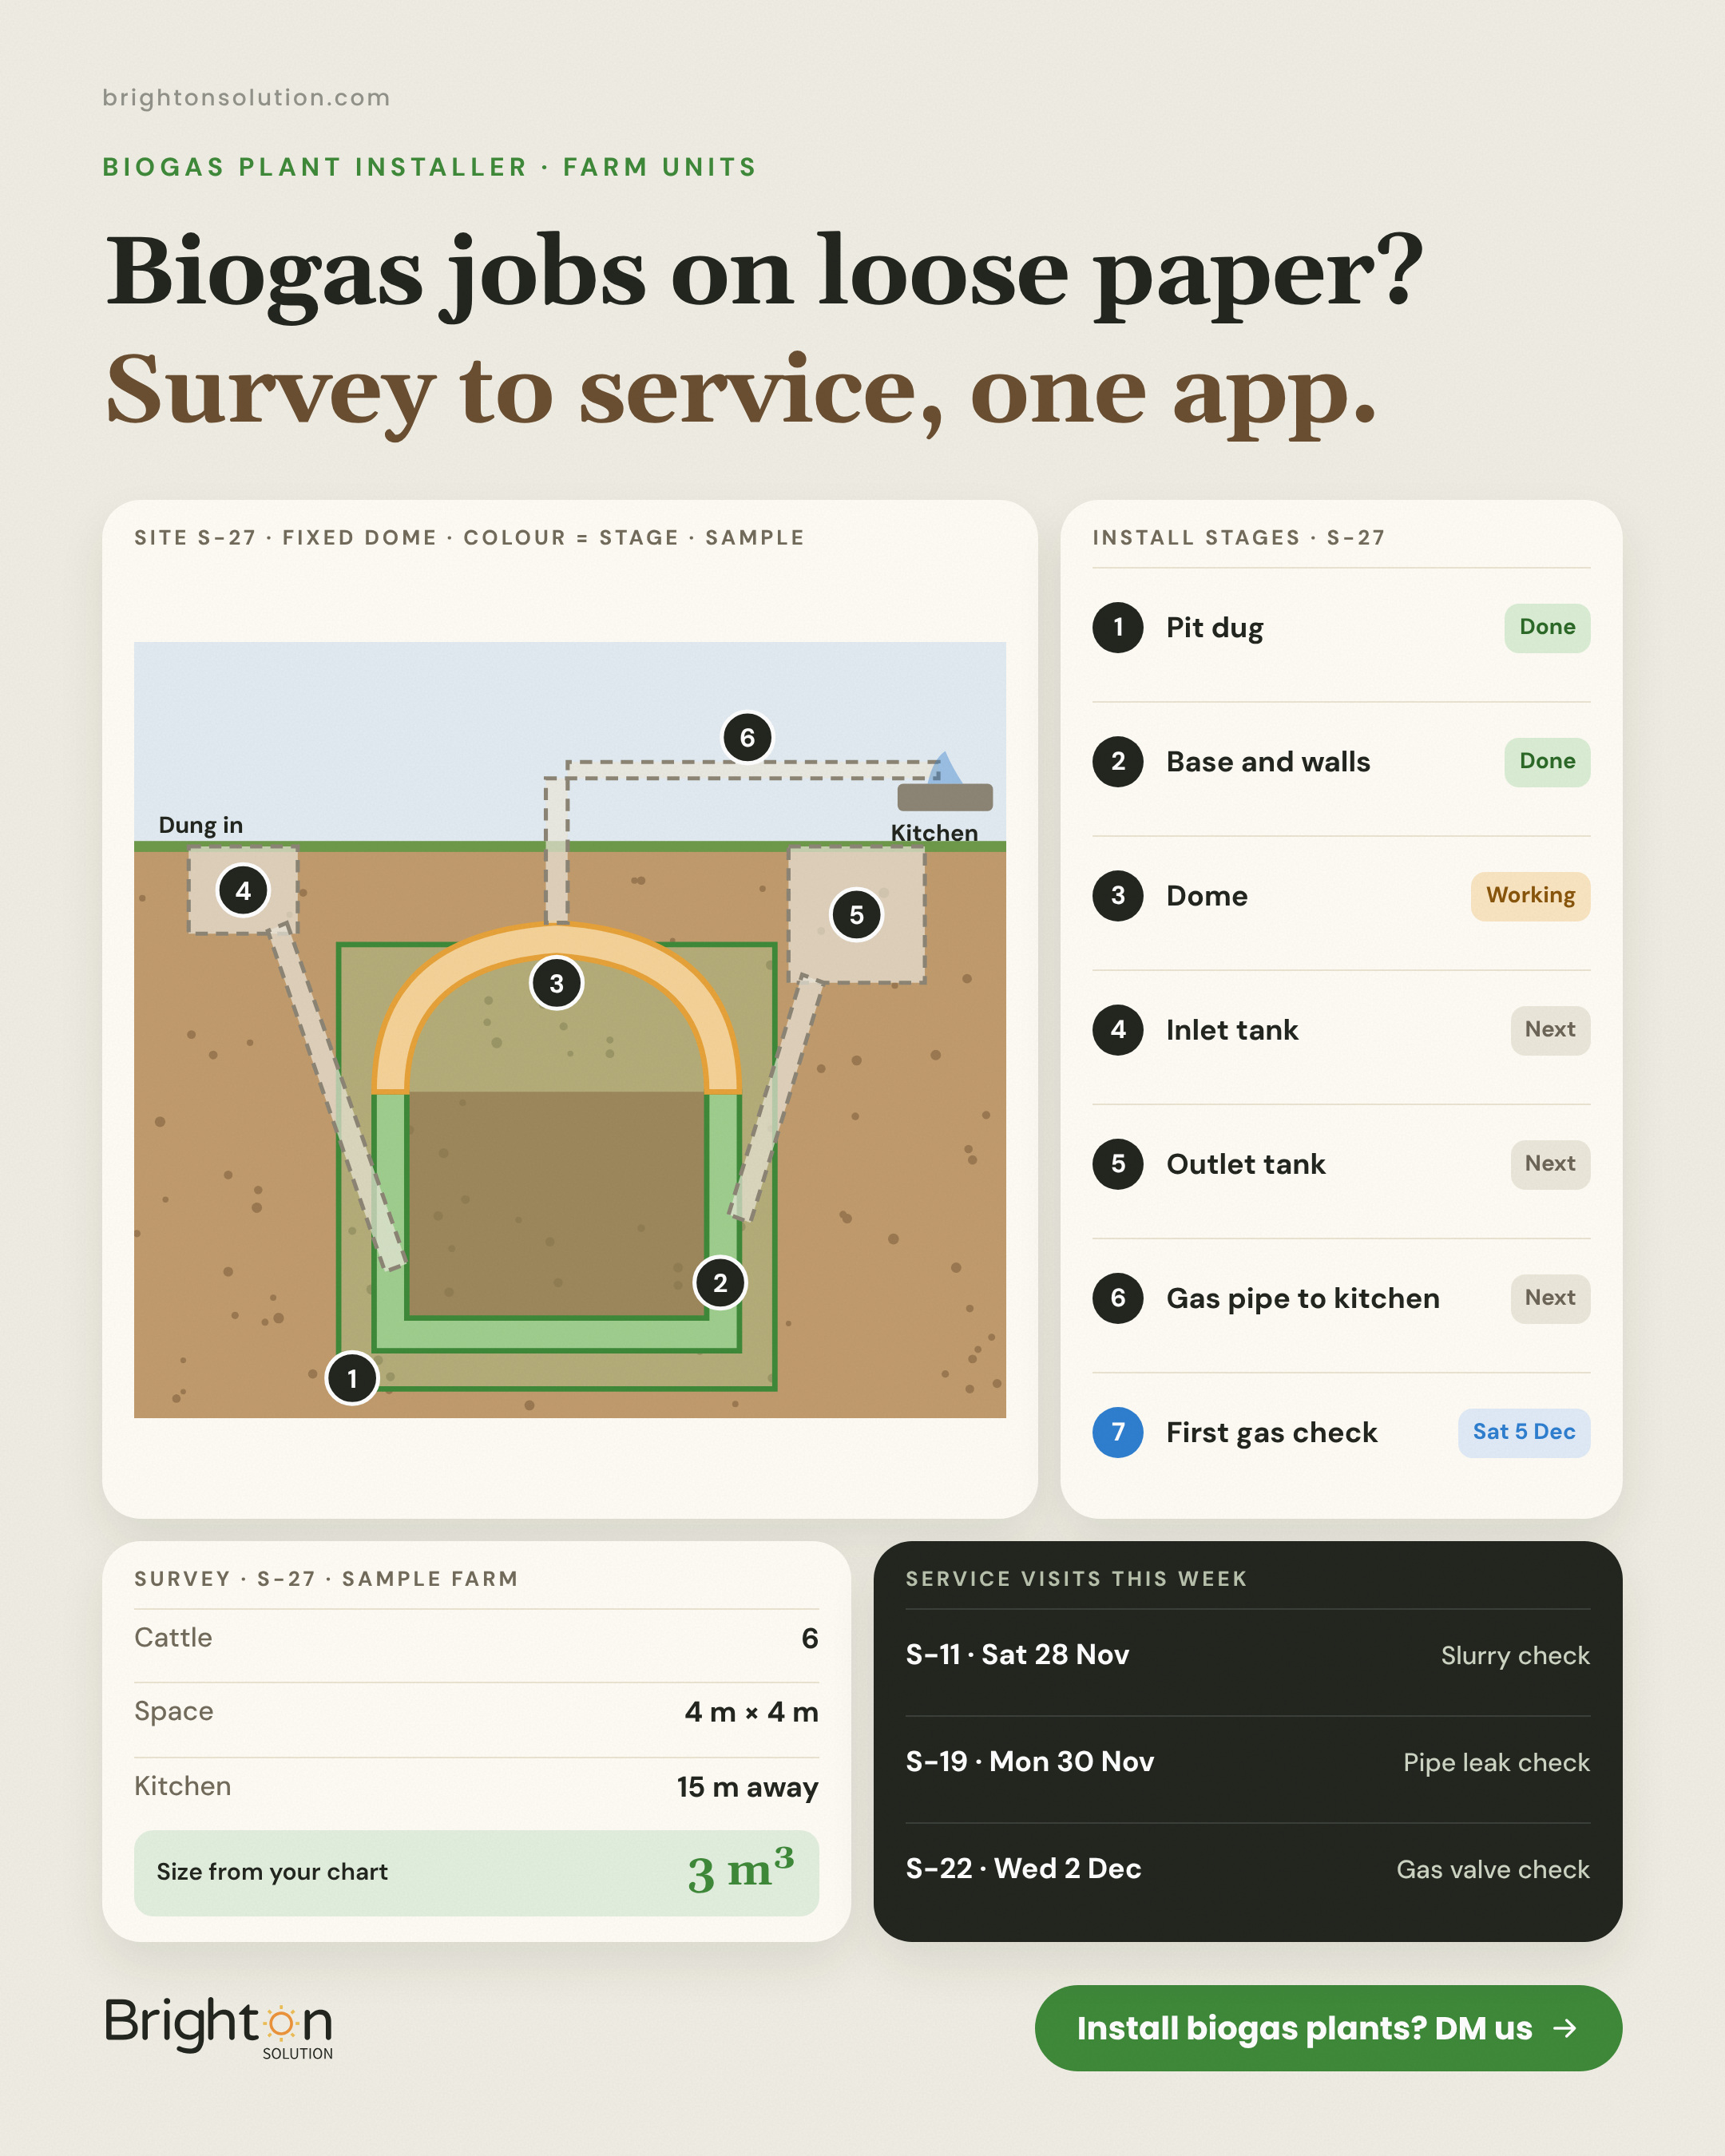 brightonsolution.com
BIOGAS PLANT INSTALLER · FARM UNITS
Biogas jobs on loose paper?
Survey to service, one app.
SITE S-27 · FIXED DOME · COLOUR = STAGE · SAMPLE
6
Dung in
Kitchen
4
5
3
2
1
INSTALL STAGES · S-27
1 Pit dug Done
2 Base and walls Done
3 Dome Working
4 Inlet tank Next
5 Outlet tank Next
6 Gas pipe to kitchen Next
7 First gas check Sat 5 Dec
SURVEY · S-27 · SAMPLE FARM
Cattle 6
Space 4 m × 4 m
Kitchen 15 m away
Size from your chart 3 m³
SERVICE VISITS THIS WEEK
S-11 · Sat 28 Nov Slurry check
S-19 · Mon 30 Nov Pipe leak check
S-22 · Wed 2 Dec Gas valve check
Brighton
SOLUTION
Install biogas plants? DM us →